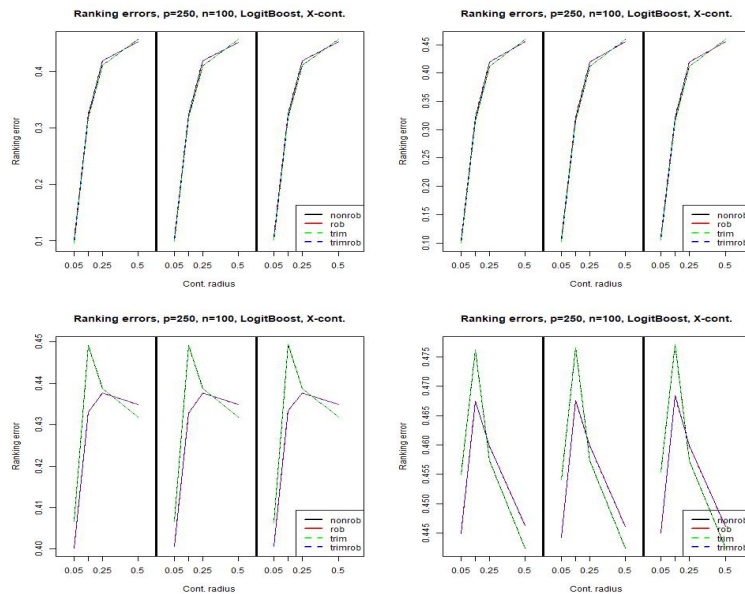 Ranking errors, p=250, n=100, LogitBoost, X-cont.
Ranking error
0.4
0.3
0.2
0.1
0.05 0.25 0.5 0.05 0.25 0.5 0.05 0.25 0.5
Cont. radius
nonrob
rob
trim
trimrob
Ranking errors, p=250, n=100, LogitBoost, X-cont.
Ranking error
0.45
0.40
0.35
0.30
0.25
0.20
0.15
0.10
0.05 0.25 0.5 0.05 0.25 0.5 0.05 0.25 0.5
Cont. radius
nonrob
rob
trim
trimrob
Ranking errors, p=250, n=100, LogitBoost, X-cont.
Ranking error
0.45
0.44
0.43
0.42
0.41
0.40
0.05 0.25 0.5 0.05 0.25 0.5 0.05 0.25 0.5
Cont. radius
nonrob
rob
trim
trimrob
Ranking errors, p=250, n=100, LogitBoost, X-cont.
Ranking error
0.475
0.470
0.465
0.460
0.455
0.450
0.445
0.05 0.25 0.5 0.05 0.25 0.5 0.05 0.25 0.5
Cont. radius
nonrob
rob
trim
trimrob